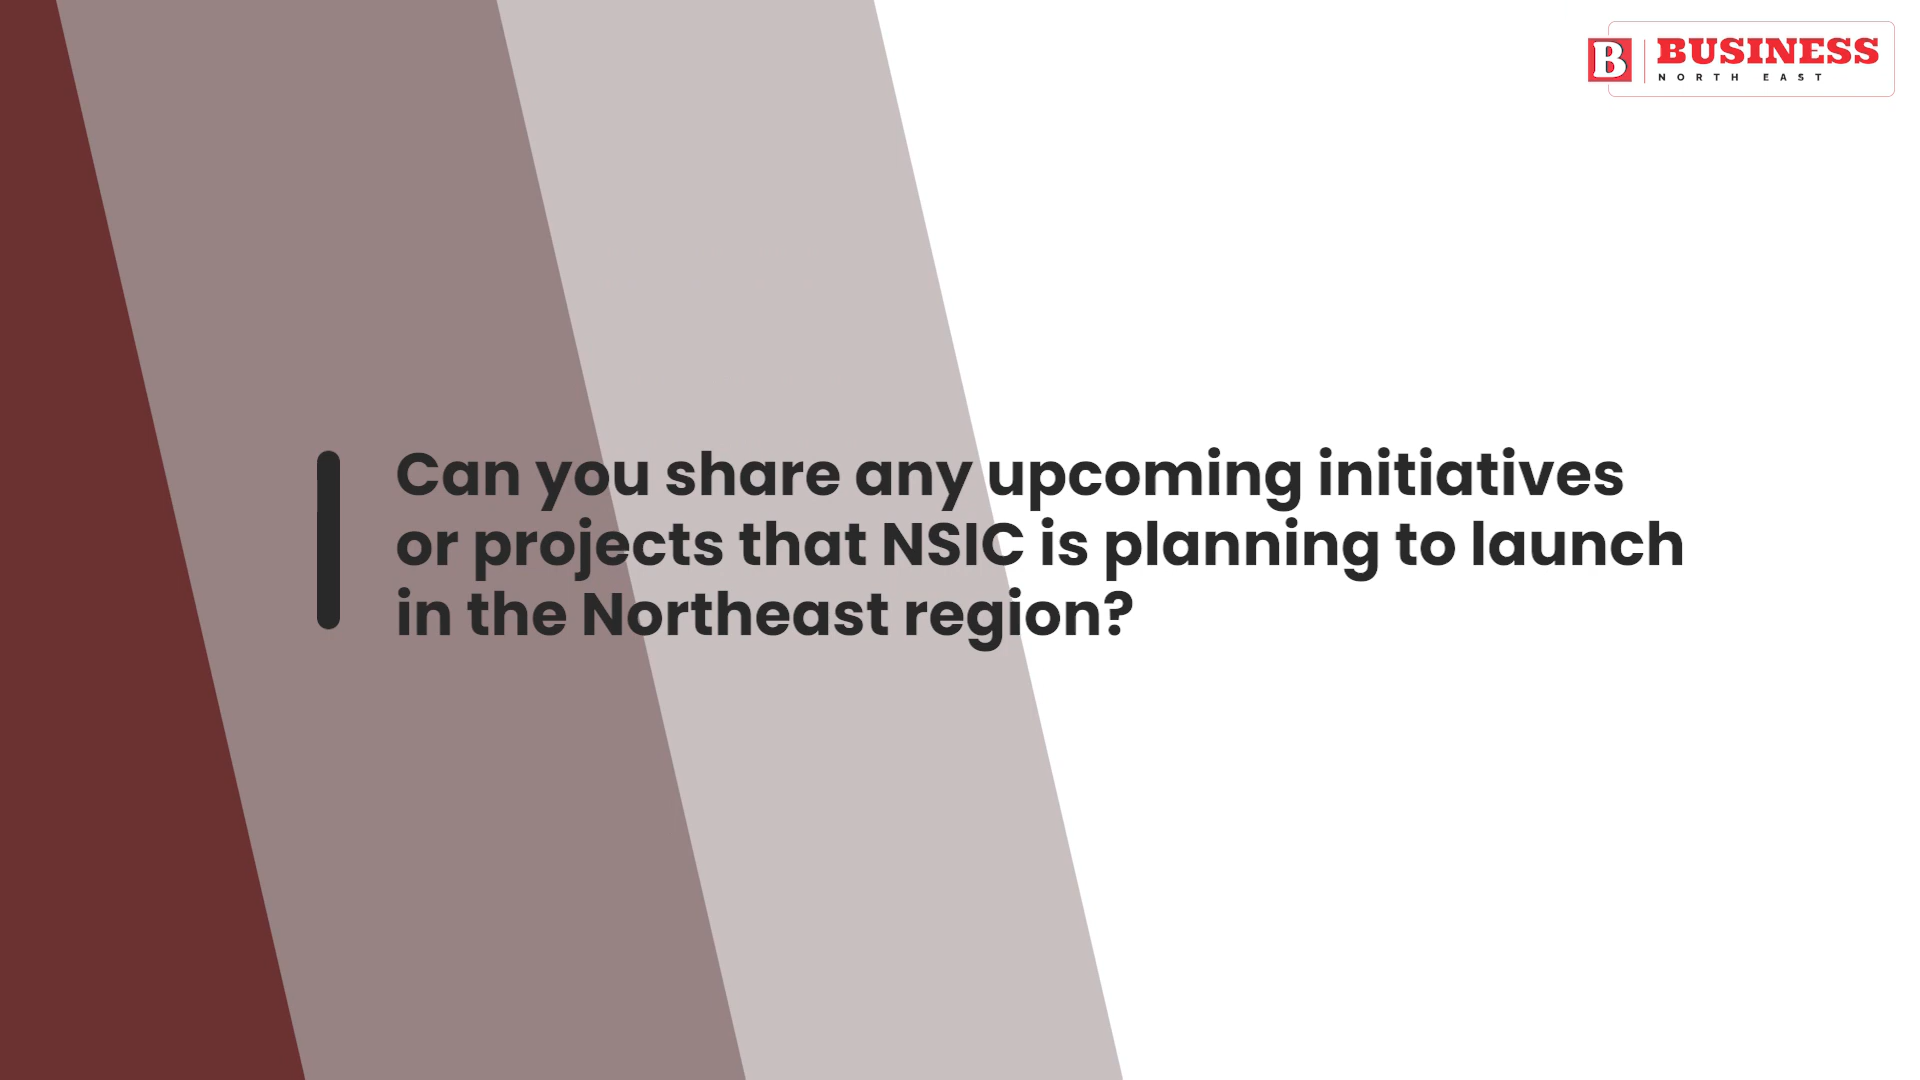 B BUSINESS
NORTH EAST
Can you share any upcoming initiatives
or projects that NSIC is planning to launch
in the Northeast region?